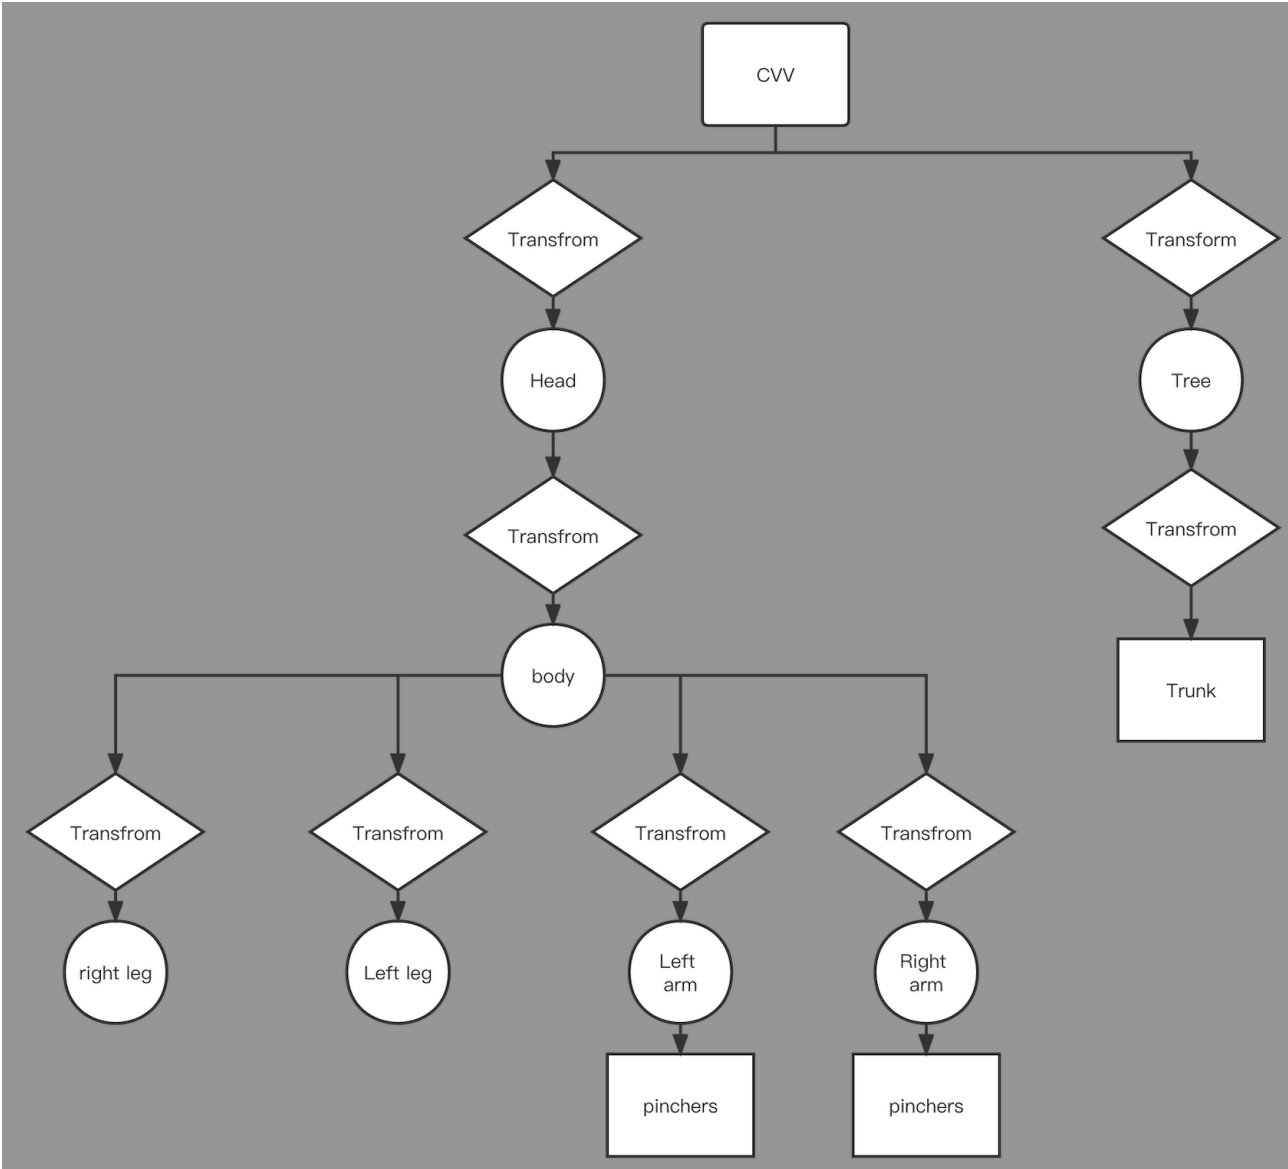 CVV
Transfrom
Transform
Head
Tree
Transfrom
Transfrom
body
Trunk
Transfrom
Transfrom
Transfrom
Transfrom
right leg
Left leg
Left
arm
Right
arm
pinchers
pinchers